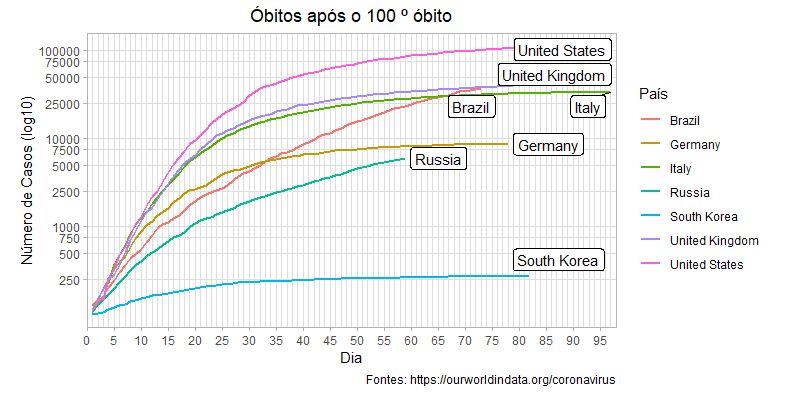 Óbitos após o 100 º óbito
Número de Casos (log10)
100000
75000
50000
25000
10000
7500
5000
2500
1000
750
500
250
United States
United Kingdom
Brazil
Italy
Germany
Russia
South Korea
0 5 10 15 20 25 30 35 40 45 50 55 60 65 70 75 80 85 90 95
Dia
País
Brazil
Germany
Italy
Russia
South Korea
United Kingdom
United States
Fontes: https://ourworldindata.org/coronavirus